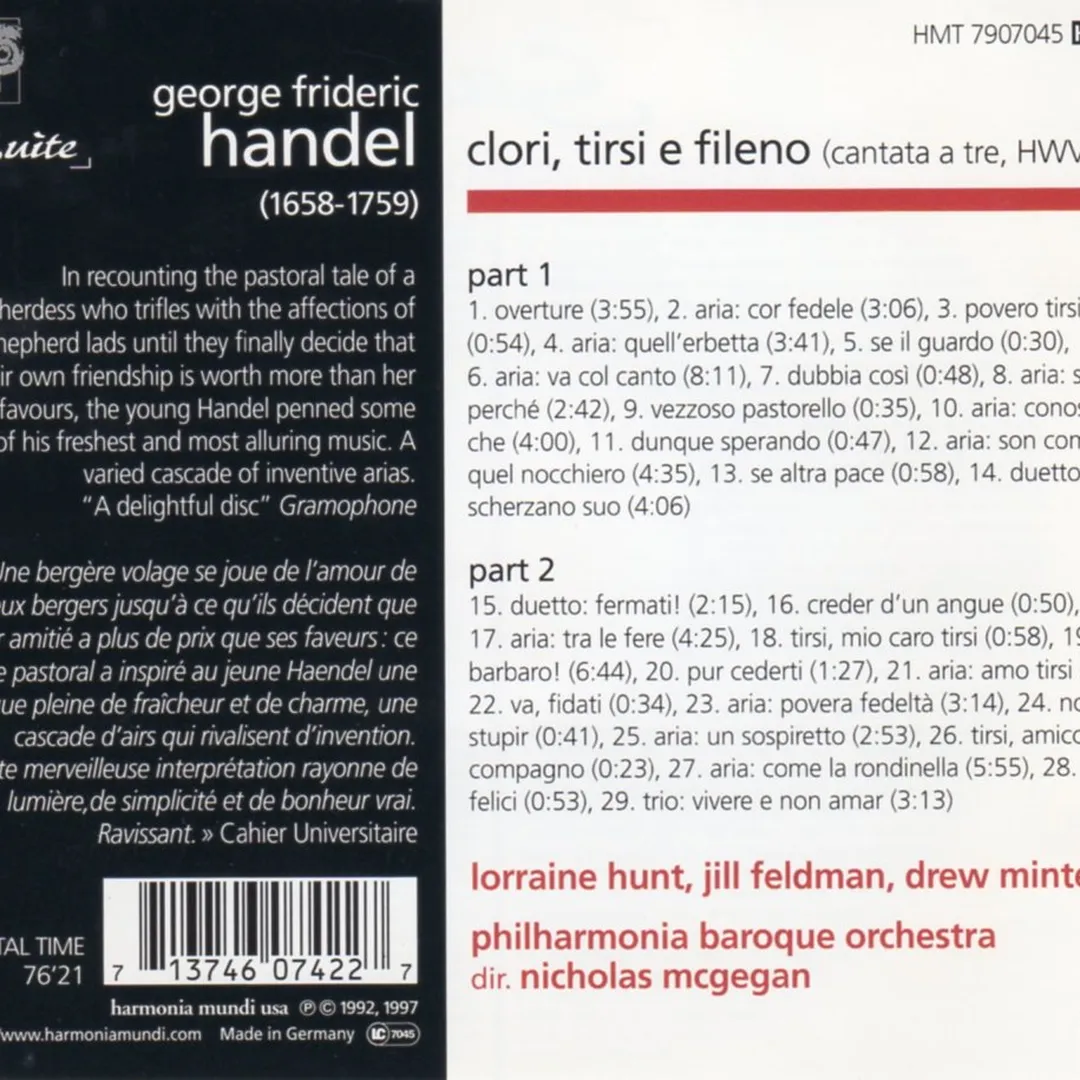 george frideric
handel
(1658-1759)
In recounting the pastoral tale of a
herdess who trifles with the affections of
hepherd lads until they finally decide that
ir own friendship is worth more than her
favours, the young Handel penned some
of his freshest and most alluring music. A
varied cascade of inventive arias.
"A delightful disc" Gramophone
Une bergère volage se joue de l'amour de
ux bergers jusqu'à ce qu'ils décident que
r amitié a plus de prix que ses faveurs : ce
e pastoral a inspiré au jeune Haendel une
ue pleine de fraîcheur et de charme, une
cascade d'airs qui rivalisent d'invention.
te merveilleuse interprétation rayonne de
lumière, de simplicité et de bonheur vrai.
Ravissant. » Cahier Universitaire
TAL TIME
76'21
7 13746 07422 7
harmonia mundi usa ℗ © 1992, 1997
/www.harmoniamundi.com Made in Germany LC 7045
HMT 7907045
clori, tirsi e fileno (cantata a tre, HWV
part 1
1. overture (3:55), 2. aria: cor fedele (3:06), 3. povero tirsi
(0:54), 4. aria: quell'erbetta (3:41), 5. se il guardo (0:30),
6. aria: va col canto (8:11), 7. dubbia così (0:48), 8. aria: s
perché (2:42), 9. vezzoso pastorello (0:35), 10. aria: conos
che (4:00), 11. dunque sperando (0:47), 12. aria: son com
quel nocchiero (4:35), 13. se altra pace (0:58), 14. duetto
scherzano suo (4:06)
part 2
15. duetto: fermati! (2:15), 16. creder d'un angue (0:50),
17. aria: tra le fere (4:25), 18. tirsi, mio caro tirsi (0:58), 19
barbaro! (6:44), 20. pur cederti (1:27), 21. aria: amo tirsi
22. va, fidati (0:34), 23. aria: povera fedeltà (3:14), 24. no
stupir (0:41), 25. aria: un sospiretto (2:53), 26. tirsi, amico
compagno (0:23), 27. aria: come la rondinella (5:55), 28.
felici (0:53), 29. trio: vivere e non amar (3:13)
lorraine hunt, jill feldman, drew minte
philharmonia baroque orchestra
dir. nicholas mcgegan